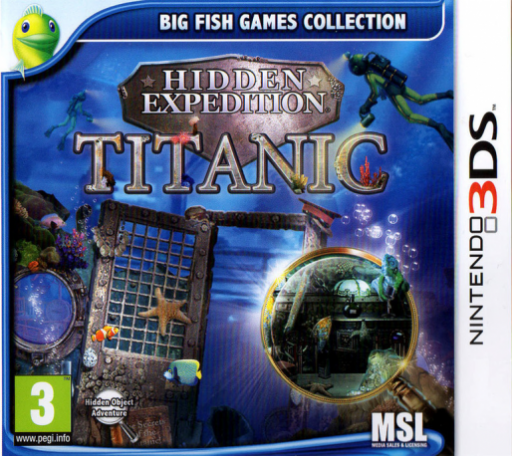 BIG FISH GAMES COLLECTION
HIDDEN
EXPEDITION
TITANIC
NINTENDO 3DS™
Hidden Object
Adventure
3
www.pegi.info
MSL
MEDIA SALES & LICENSING